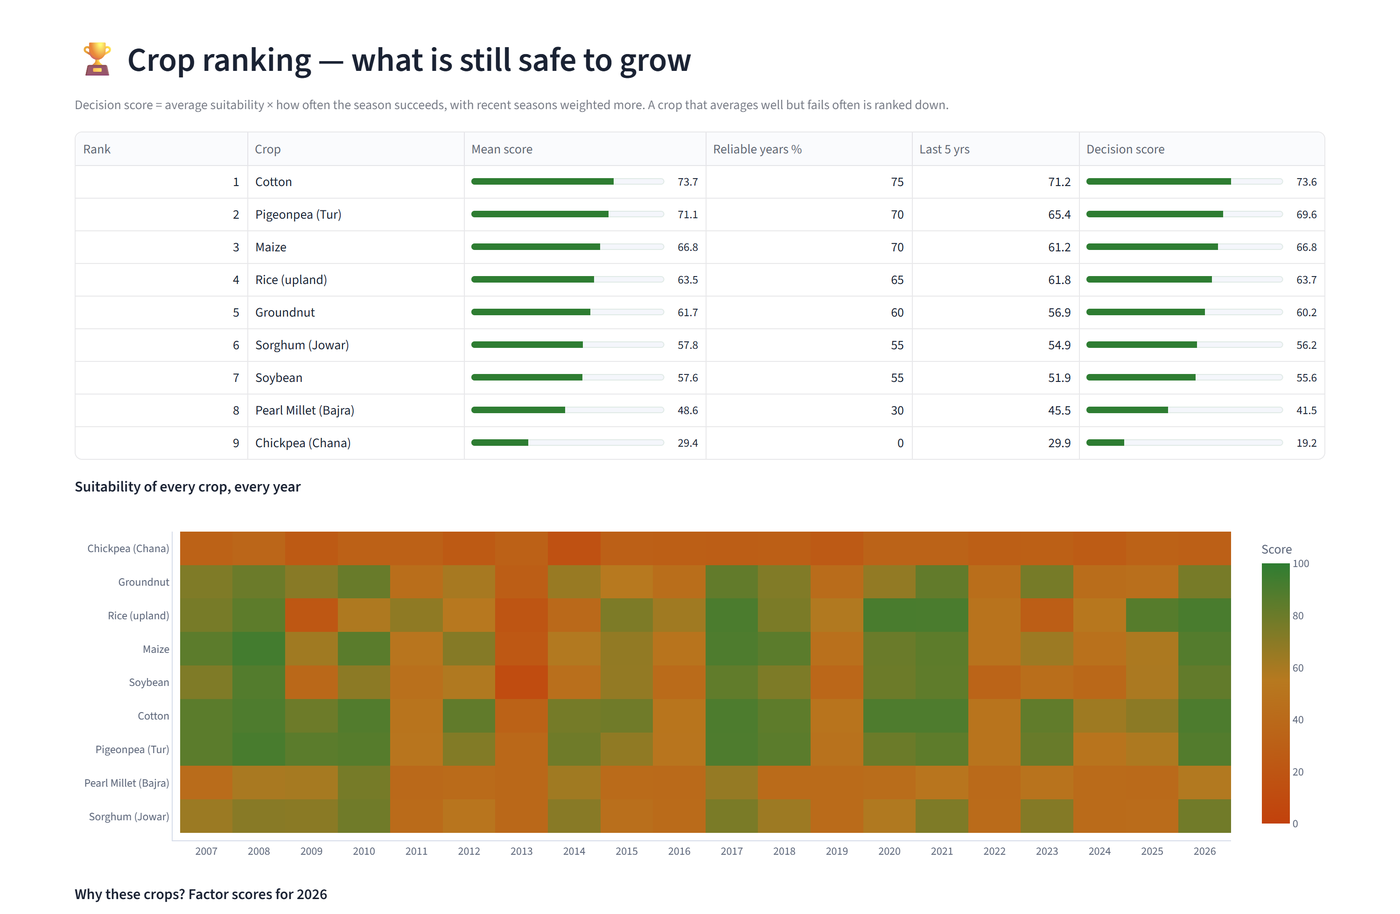 Crop ranking — what is still safe to grow
Decision score = average suitability × how often the season succeeds, with recent seasons weighted more. A crop that averages well but fails often is ranked down.
Rank Crop Mean score Reliable years % Last 5 yrs Decision score
1 Cotton 73.7 75 71.2 73.6
2 Pigeonpea (Tur) 71.1 70 65.4 69.6
3 Maize 66.8 70 61.2 66.8
4 Rice (upland) 63.5 65 61.8 63.7
5 Groundnut 61.7 60 56.9 60.2
6 Sorghum (Jowar) 57.8 55 54.9 56.2
7 Soybean 57.6 55 51.9 55.6
8 Pearl Millet (Bajra) 48.6 30 45.5 41.5
9 Chickpea (Chana) 29.4 0 29.9 19.2
Suitability of every crop, every year
Chickpea (Chana)
Groundnut
Rice (upland)
Maize
Soybean
Cotton
Pigeonpea (Tur)
Pearl Millet (Bajra)
Sorghum (Jowar)
2007 2008 2009 2010 2011 2012 2013 2014 2015 2016 2017 2018 2019 2020 2021 2022 2023 2024 2025 2026
Score
100
80
60
40
20
0
Why these crops? Factor scores for 2026